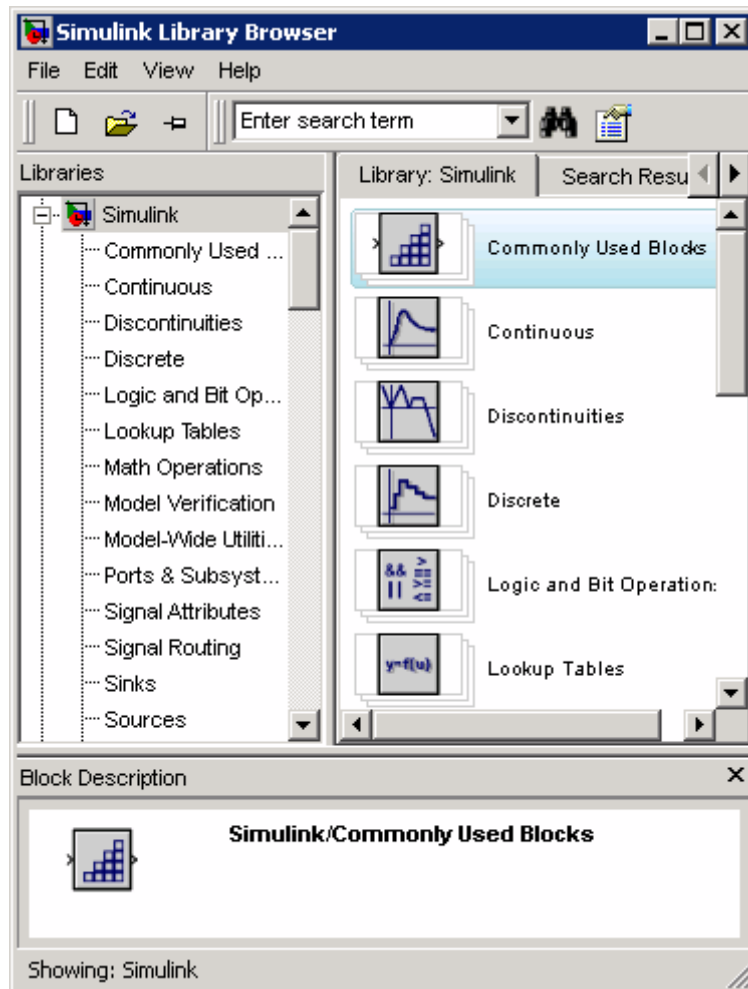 Simulink Library Browser
File Edit View Help
Enter search term
Libraries
Library: Simulink Search Resu
Simulink
Commonly Used ...
Continuous
Discontinuities
Discrete
Logic and Bit Op...
Lookup Tables
Math Operations
Model Verification
Model-Wide Utiliti...
Ports & Subsyst...
Signal Attributes
Signal Routing
Sinks
Sources
Commonly Used Blocks
Continuous
Discontinuities
Discrete
&& > == || >= <=
Logic and Bit Operation:
y=f(u)
Lookup Tables
Block Description
Simulink/Commonly Used Blocks
Showing: Simulink